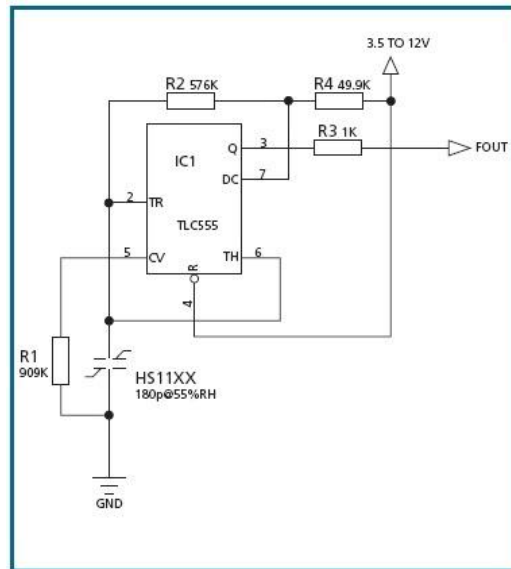 3.5 TO 12V
R2 576K
R4 49.9K
R3 1K
3
Q
FOUT
IC1
DC
7
2
TR
TLC555
5
CV
TH
6
R
4
R1
909K
HS11XX
180p@55%RH
GND